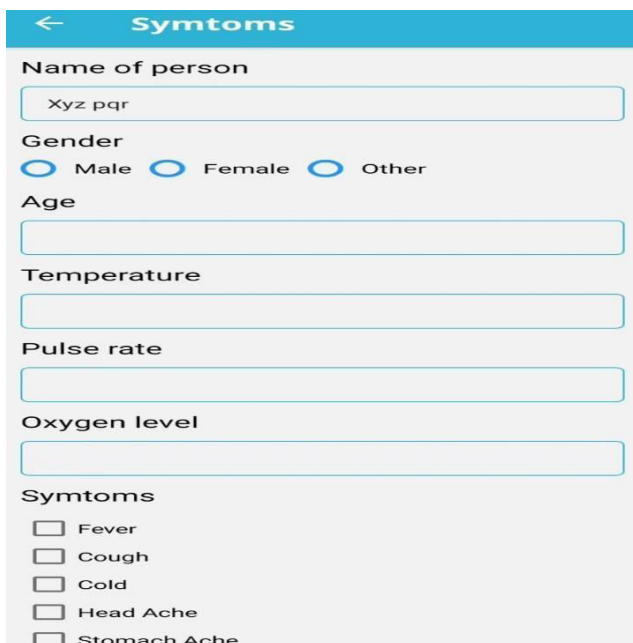 Symtoms
Name of person
Xyz pqr
Gender
Male Female Other
Age
Temperature
Pulse rate
Oxygen level
Symtoms
Fever
Cough
Cold
Head Ache
Stomach Ache